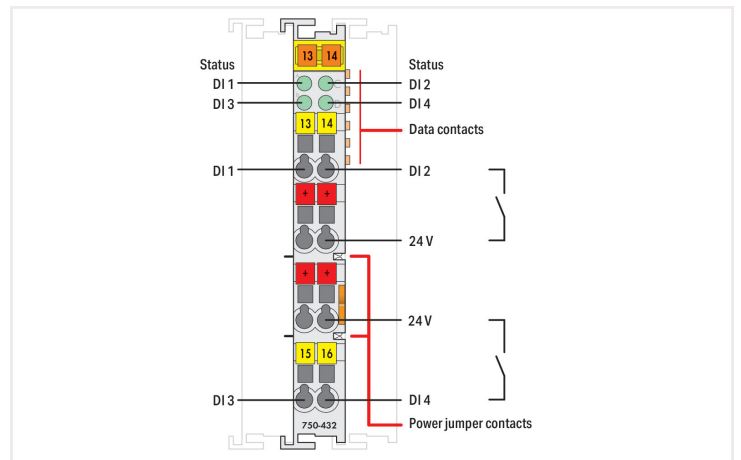 13 14
Status Status
DI 1 DI 2
DI 3 DI 4
13 14
Data contacts
DI 1 DI 2
+ +
24 V
+ +
24 V
15 16
DI 3 DI 4
750-432
Power jumper contacts